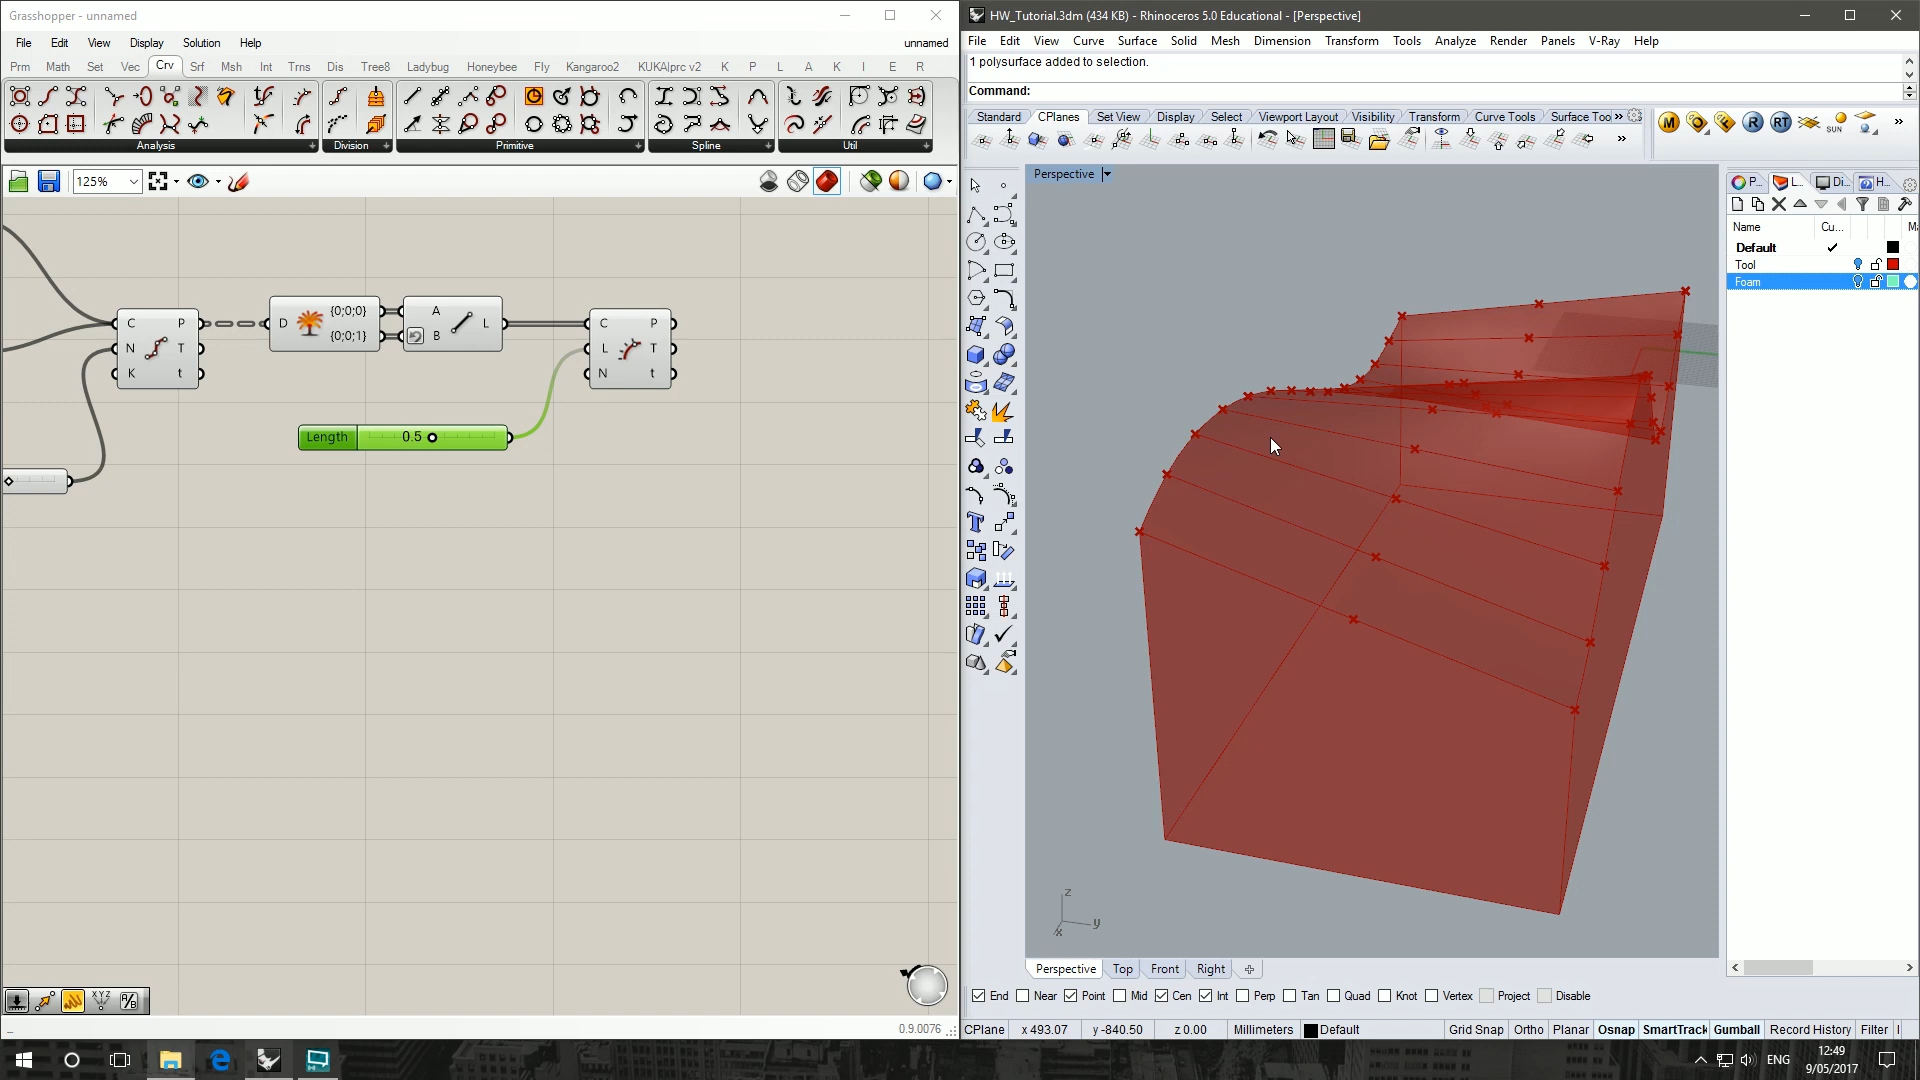 Grasshopper - unnamed
File Edit View Display Solution Help unnamed
Prm Math Set Vec Crv Srf Msh Int Trns Dis Tree8 Ladybug Honeybee Fly Kangaroo2 KUKA|prc v2 K P L A K I E R
Analysis Division Primitive Spline Util
125%
C P
N T
K t
D {0;0;0}
{0;0;1}
A
B
L
C P
L T
N t
Length 0.5
XYZ
0.9.0076
HW_Tutorial.3dm (434 KB) - Rhinoceros 5.0 Educational - [Perspective]
File Edit View Curve Surface Solid Mesh Dimension Transform Tools Analyze Render Panels V-Ray Help
1 polysurface added to selection.
Command:
Standard CPlanes Set View Display Select Viewport Layout Visibility Transform Curve Tools Surface Too »
M R RT SUN »
Perspective
P... L... Di... H...
Name Cu... M
Default
Tool
Foam
z
y
x
Perspective Top Front Right
End Near Point Mid Cen Int Perp Tan Quad Knot Vertex Project Disable
CPlane x 493.07 y -840.50 z 0.00 Millimeters Default Grid Snap Ortho Planar Osnap SmartTrack Gumball Record History Filter
ENG
12:49
9/05/2017